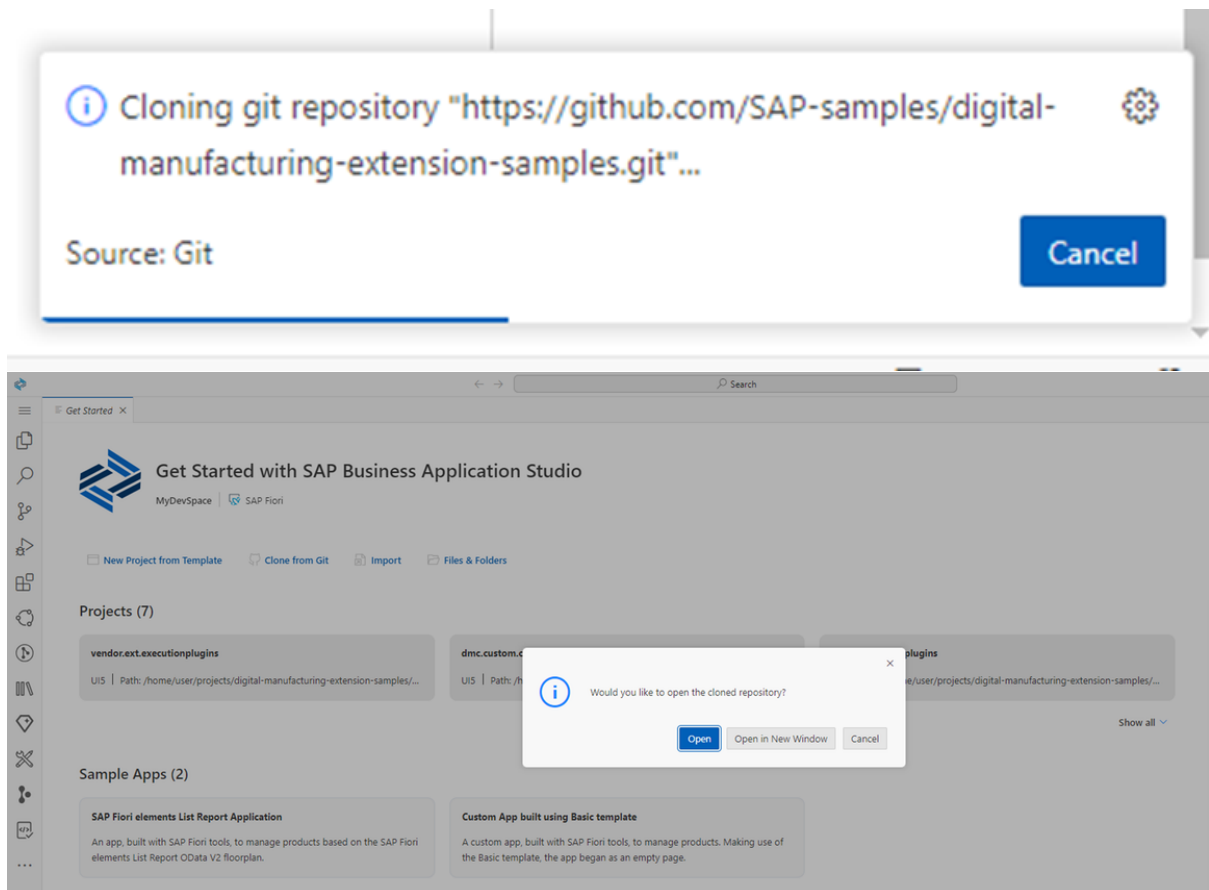 Cloning git repository "https://github.com/SAP-samples/digital-
manufacturing-extension-samples.git"...
Source: Git
Cancel
Search
Get Started
Get Started with SAP Business Application Studio
MyDevSpace
SAP Fiori
New Project from Template
Clone from Git
Import
Files & Folders
Projects (7)
vendor.ext.executionplugins
UI5 | Path: /home/user/projects/digital-manufacturing-extension-samples/...
dmc.custom.
UI5 | Path: /h
plugins
e/user/projects/digital-manufacturing-extension-samples/...
Would you like to open the cloned repository?
Open
Open in New Window
Cancel
Show all
Sample Apps (2)
SAP Fiori elements List Report Application
An app, built with SAP Fiori tools, to manage products based on the SAP Fiori
elements List Report OData V2 floorplan.
Custom App built using Basic template
A custom app, built with SAP Fiori tools, to manage products. Making use of
the Basic template, the app began as an empty page.